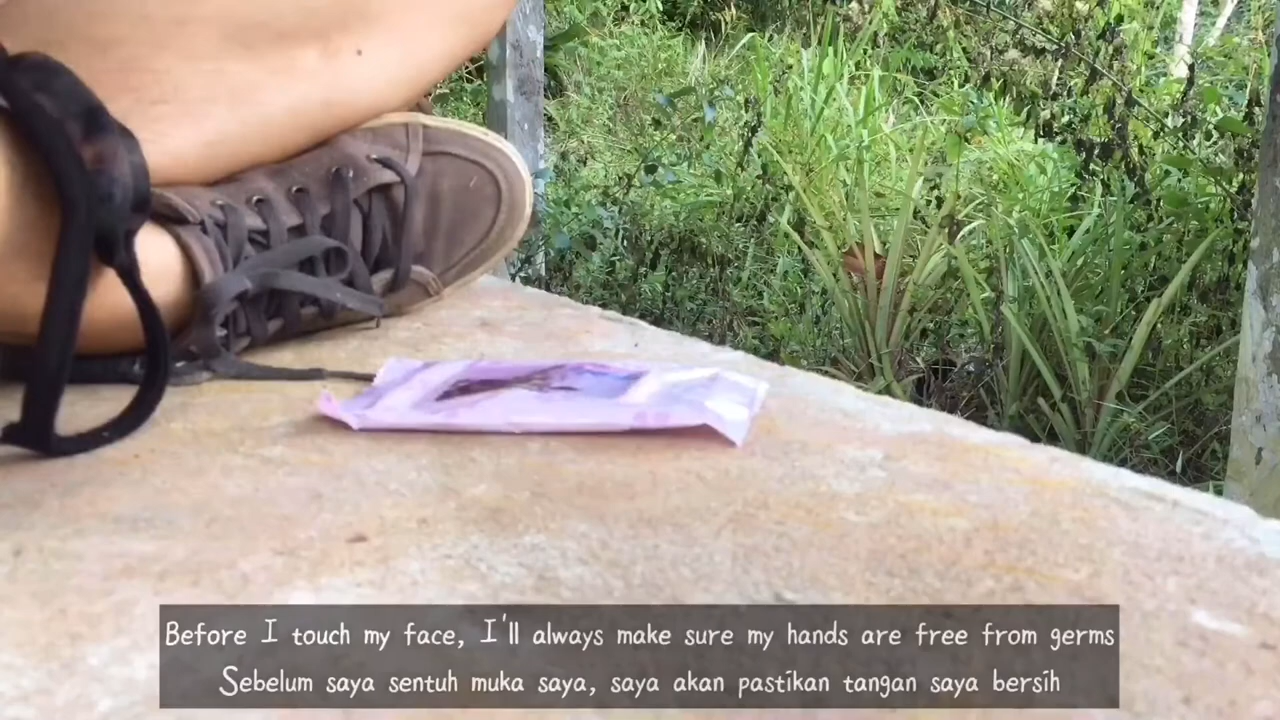 Before I touch my face, I'll always make sure my hands are free from germs
Sebelum saya sentuh muka saya, saya akan pastikan tangan saya bersih